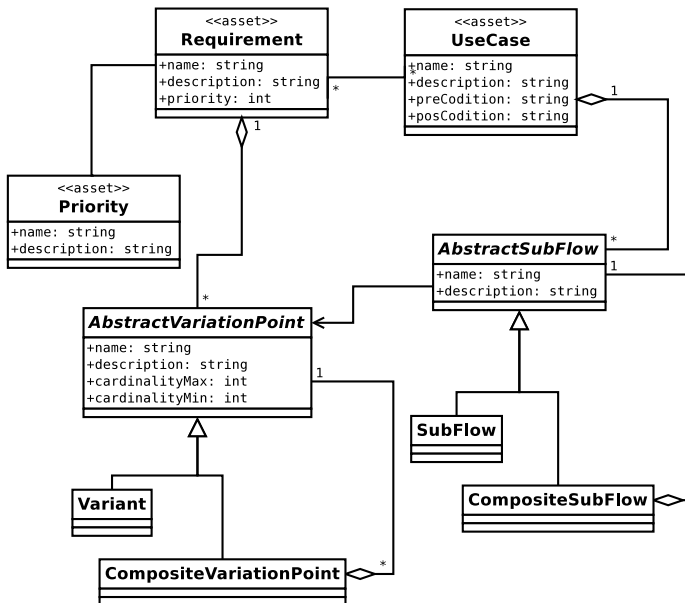 <<asset>>
Requirement
+name: string
+description: string
+priority: int
<<asset>>
UseCase
+name: string
+description: string
+preCodition: string
+posCodition: string
*
*
1
1
<<asset>>
Priority
+name: string
+description: string
*
AbstractSubFlow
+name: string
+description: string
1
*
AbstractVariationPoint
+name: string
+description: string
+cardinalityMax: int
+cardinalityMin: int
1
SubFlow
Variant
CompositeSubFlow
CompositeVariationPoint
*